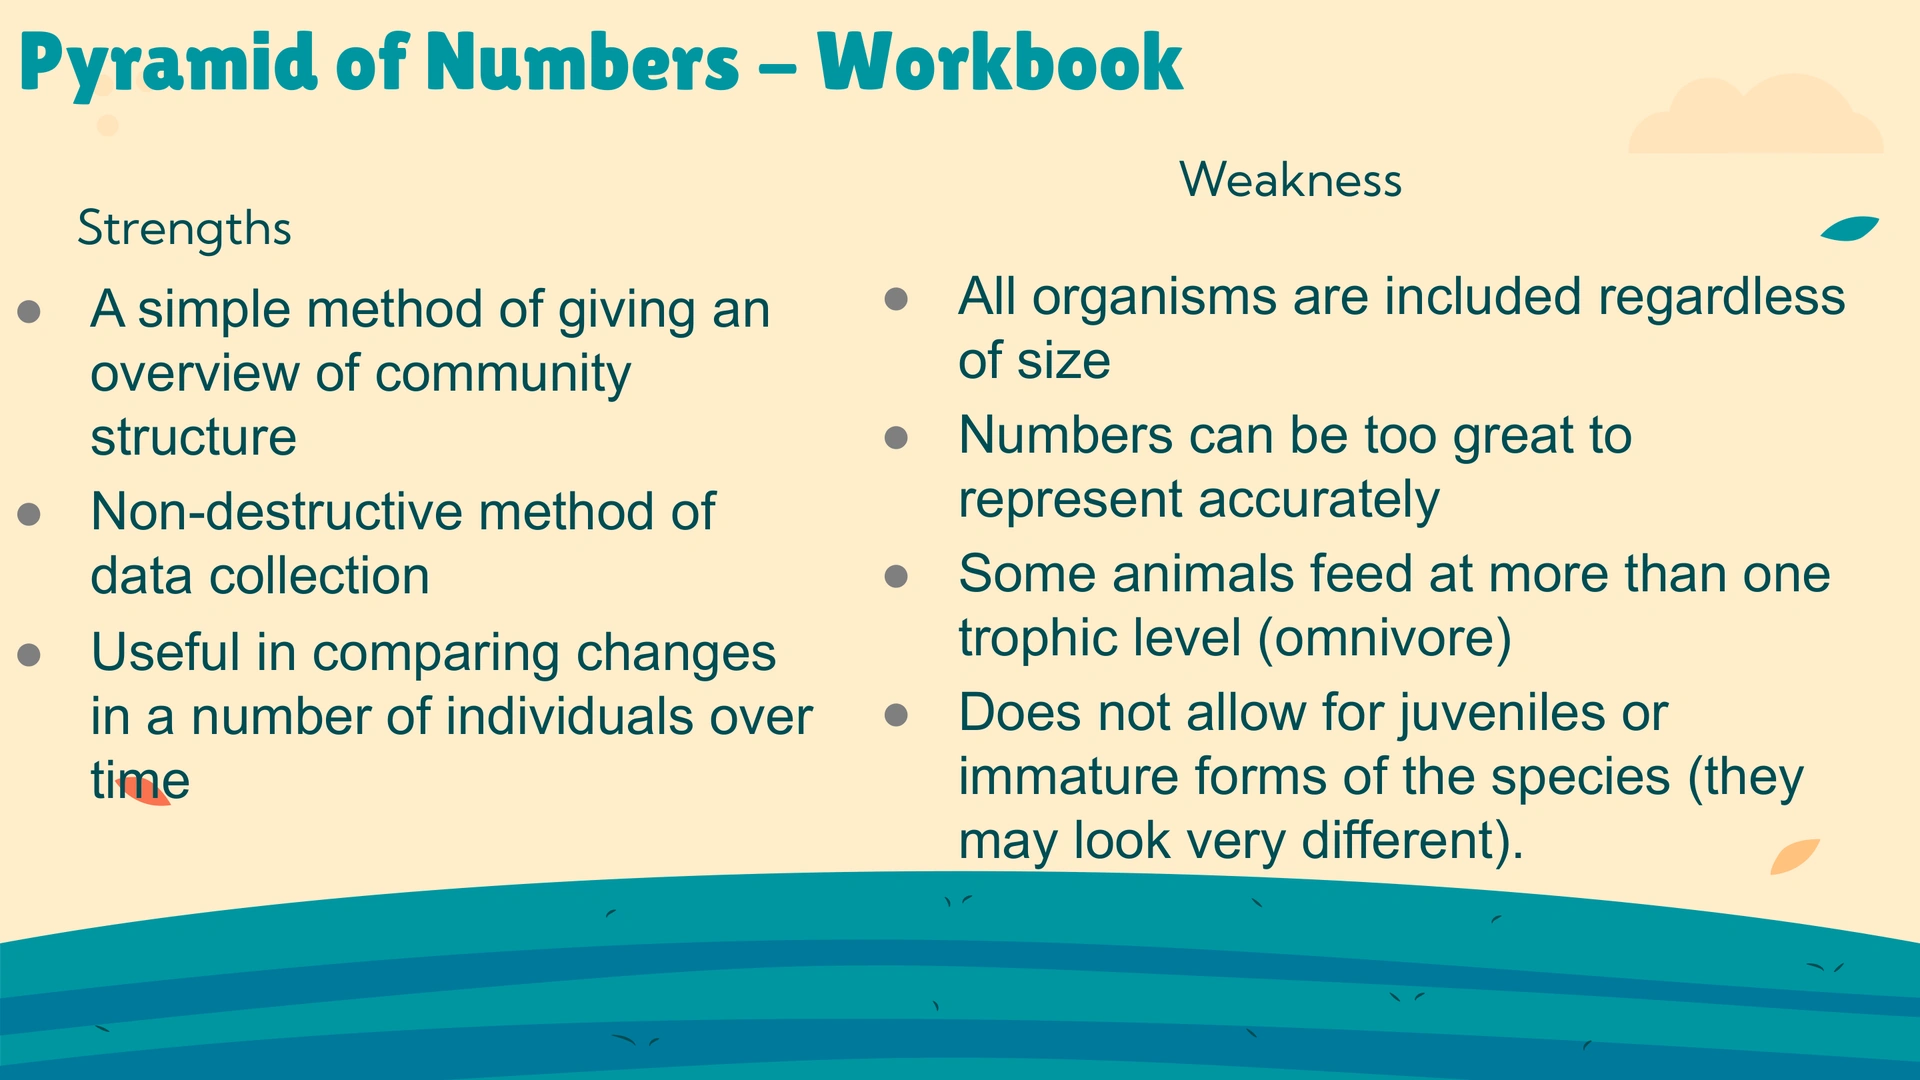 Pyramid of Numbers – Workbook
Strengths
● A simple method of giving an
overview of community
structure
● Non-destructive method of
data collection
● Useful in comparing changes
in a number of individuals over
time
Weakness
● All organisms are included regardless
of size
● Numbers can be too great to
represent accurately
● Some animals feed at more than one
trophic level (omnivore)
● Does not allow for juveniles or
immature forms of the species (they
may look very different).